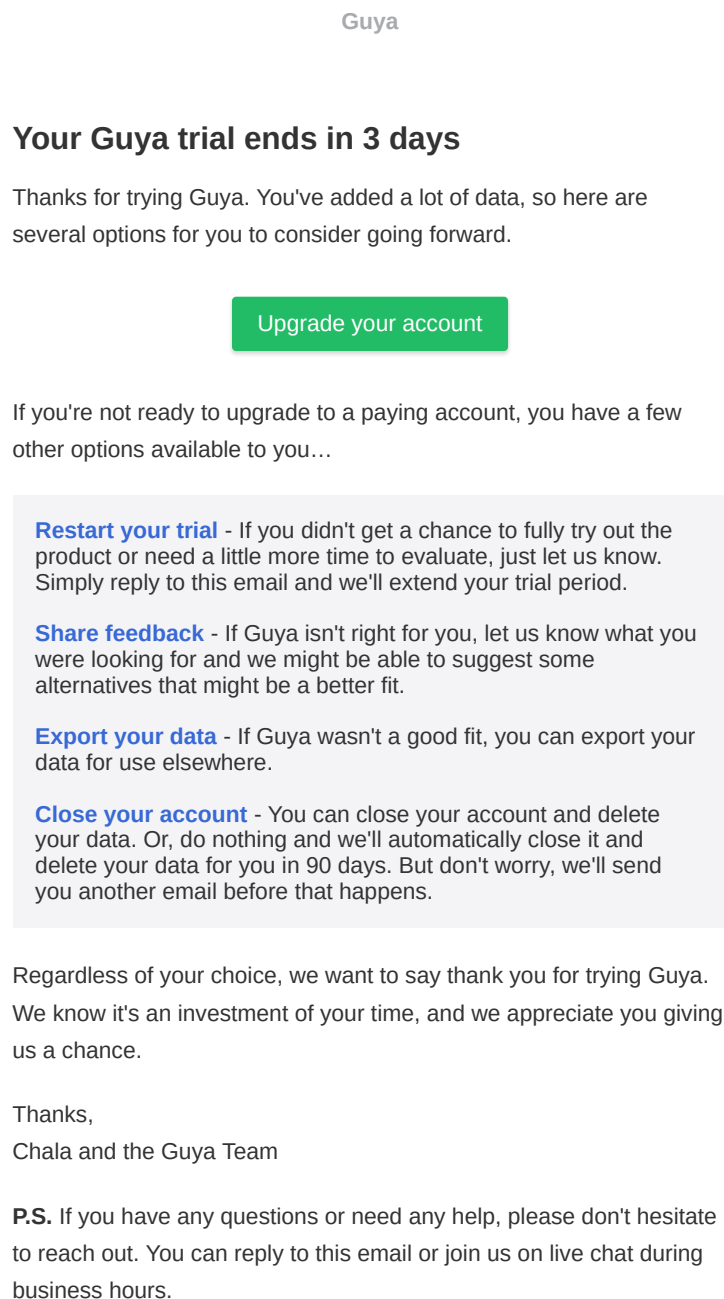 Guya
Your Guya trial ends in 3 days
Thanks for trying Guya. You've added a lot of data, so here are
several options for you to consider going forward.
Upgrade your account
If you're not ready to upgrade to a paying account, you have a few
other options available to you…
Restart your trial - If you didn't get a chance to fully try out the
product or need a little more time to evaluate, just let us know.
Simply reply to this email and we'll extend your trial period.
Share feedback - If Guya isn't right for you, let us know what you
were looking for and we might be able to suggest some
alternatives that might be a better fit.
Export your data - If Guya wasn't a good fit, you can export your
data for use elsewhere.
Close your account - You can close your account and delete
your data. Or, do nothing and we'll automatically close it and
delete your data for you in 90 days. But don't worry, we'll send
you another email before that happens.
Regardless of your choice, we want to say thank you for trying Guya.
We know it's an investment of your time, and we appreciate you giving
us a chance.
Thanks,
Chala and the Guya Team
P.S. If you have any questions or need any help, please don't hesitate
to reach out. You can reply to this email or join us on live chat during
business hours.